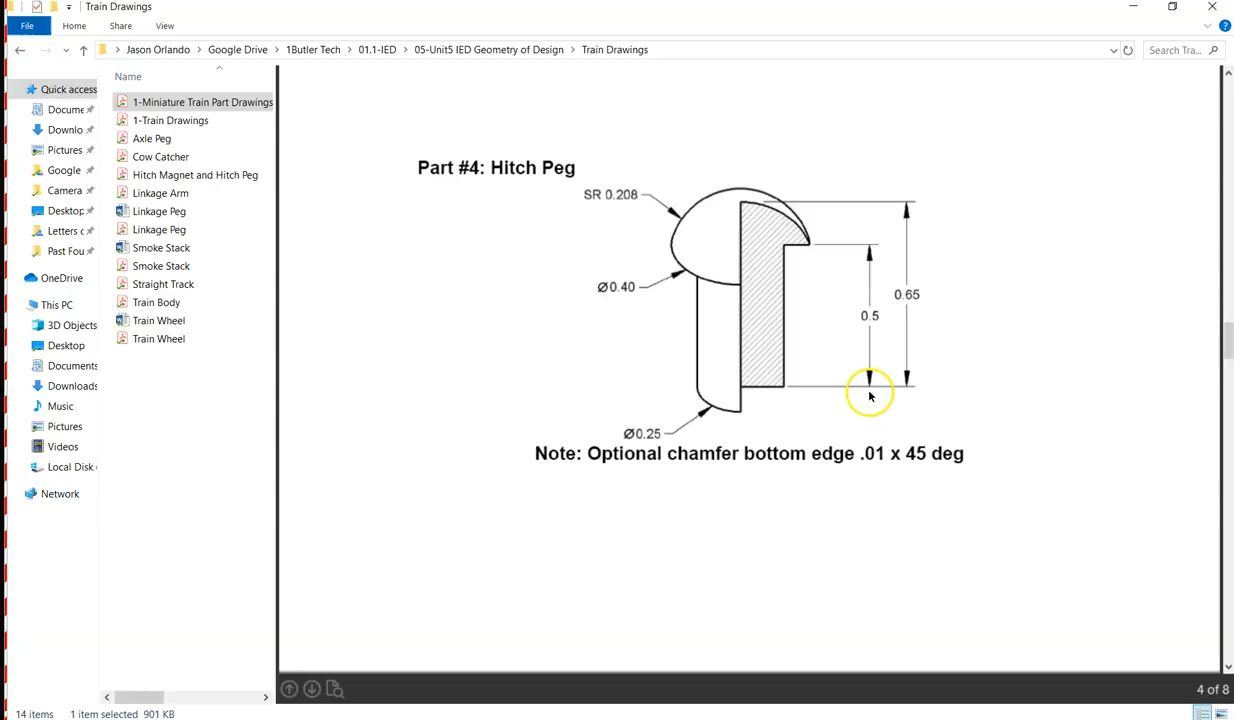 Train Drawings
File Home Share View
Jason Orlando > Google Drive > 1Butler Tech > 01.1-IED > 05-Unit5 IED Geometry of Design > Train Drawings
Search Tra...
Name
Quick access
Docume
Downlo
Pictures
Google
Camera
Desktop
Letters c
Past Fou
OneDrive
This PC
3D Objects
Desktop
Documents
Downloads
Music
Pictures
Videos
Local Disk (
Network
1-Miniature Train Part Drawings
1-Train Drawings
Axle Peg
Cow Catcher
Hitch Magnet and Hitch Peg
Linkage Arm
Linkage Peg
Linkage Peg
Smoke Stack
Smoke Stack
Straight Track
Train Body
Train Wheel
Train Wheel
Part #4: Hitch Peg
SR 0.208
Ø0.40
0.65
0.5
Ø0.25
Note: Optional chamfer bottom edge .01 x 45 deg
4 of 8
14 items 1 item selected 901 KB